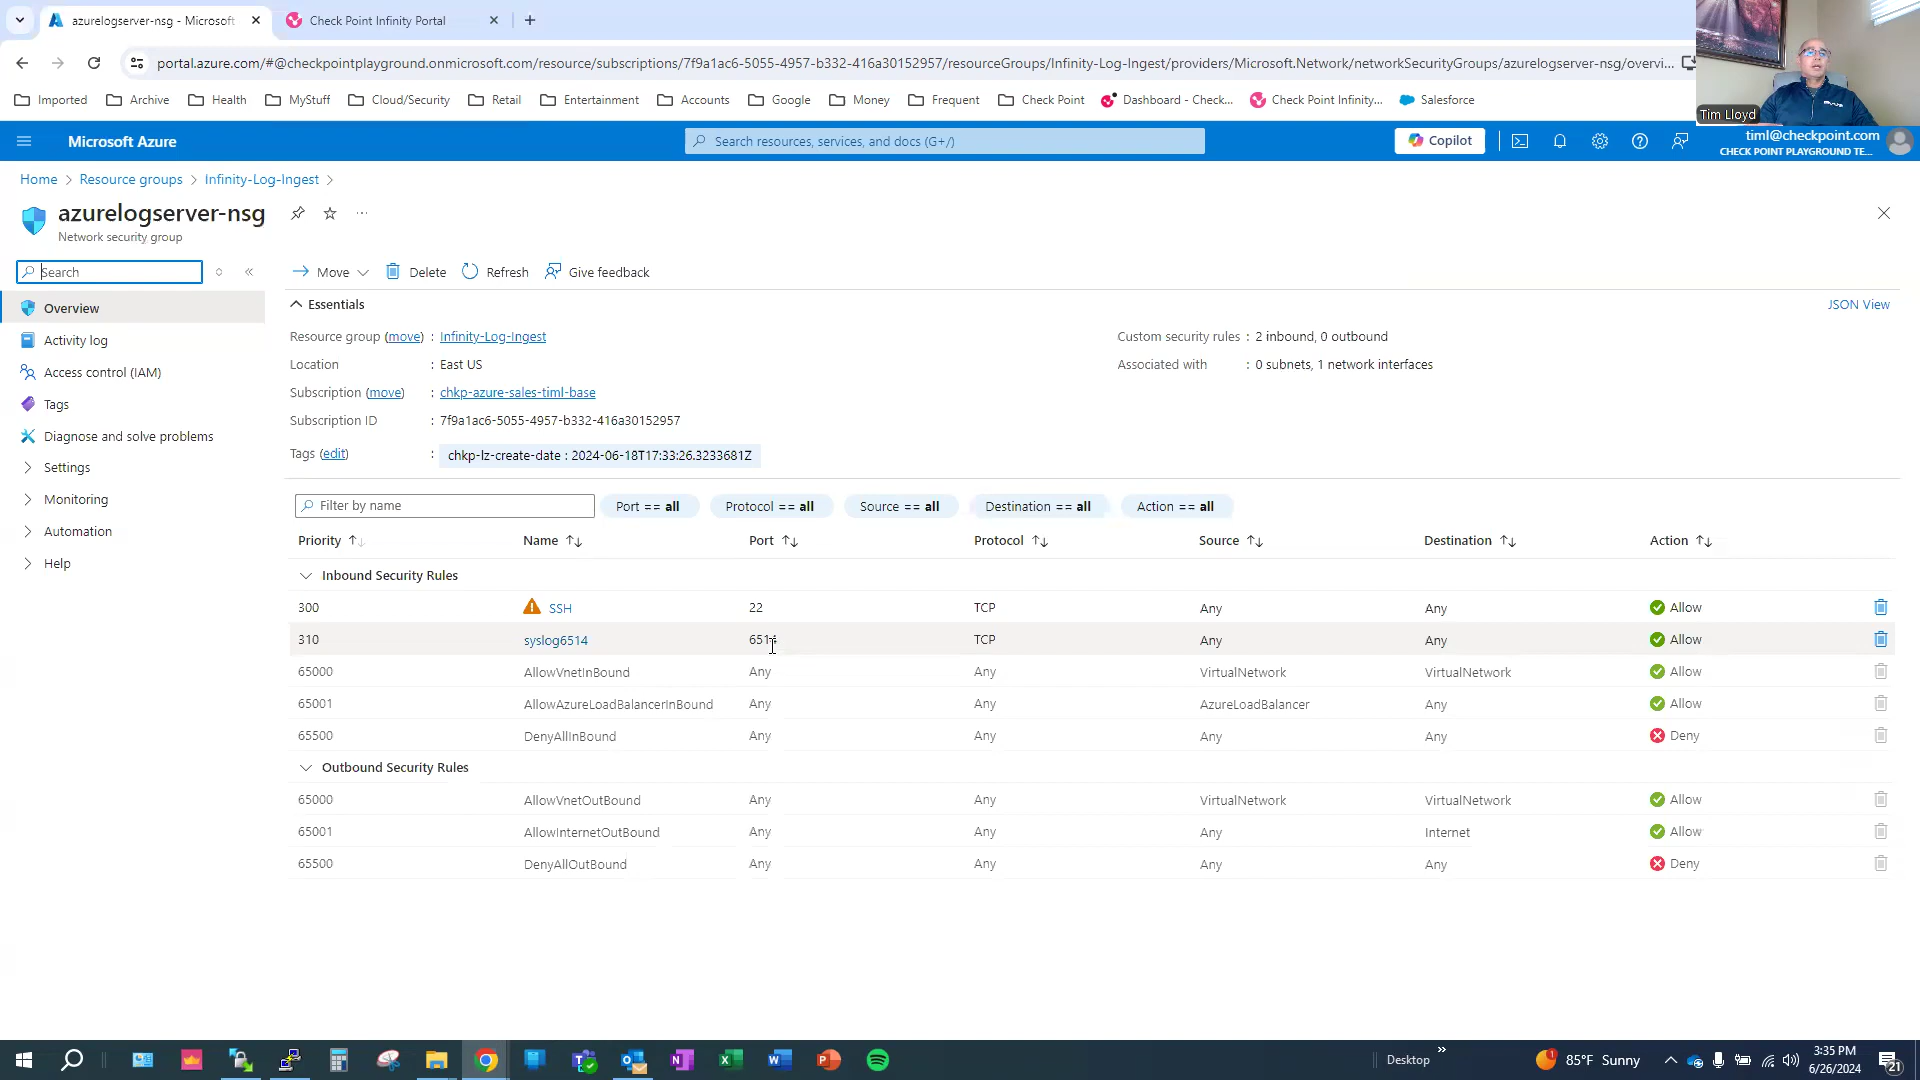 azurelogserver-nsg - Microsoft
Check Point Infinity Portal
portal.azure.com/#@checkpointplayground.onmicrosoft.com/resource/subscriptions/7f9a1ac6-5055-4957-b332-416a30152957/resourceGroups/Infinity-Log-Ingest/providers/Microsoft.Network/networkSecurityGroups/azurelogserver-nsg/overvi...
Imported Archive Health MyStuff Cloud/Security Retail Entertainment Accounts Google Money Frequent Check Point Dashboard - Check... Check Point Infinity... Salesforce
Tim Lloyd
Microsoft Azure
Search resources, services, and docs (G+/)
Copilot
timl@checkpoint.com
CHECK POINT PLAYGROUND TE...
Home > Resource groups > Infinity-Log-Ingest >
azurelogserver-nsg
Network security group
Search
Overview
Activity log
Access control (IAM)
Tags
Diagnose and solve problems
Settings
Monitoring
Automation
Help
Move Delete Refresh Give feedback
Essentials
JSON View
Resource group (move) : Infinity-Log-Ingest
Location : East US
Subscription (move) : chkp-azure-sales-timl-base
Subscription ID : 7f9a1ac6-5055-4957-b332-416a30152957
Tags (edit) : chkp-lz-create-date : 2024-06-18T17:33:26.3233681Z
Custom security rules : 2 inbound, 0 outbound
Associated with : 0 subnets, 1 network interfaces
Filter by name
Port == all Protocol == all Source == all Destination == all Action == all
Priority Name Port Protocol Source Destination Action
Inbound Security Rules
300 SSH 22 TCP Any Any Allow
310 syslog6514 6514 TCP Any Any Allow
65000 AllowVnetInBound Any Any VirtualNetwork VirtualNetwork Allow
65001 AllowAzureLoadBalancerInBound Any Any AzureLoadBalancer Any Allow
65500 DenyAllInBound Any Any Any Any Deny
Outbound Security Rules
65000 AllowVnetOutBound Any Any VirtualNetwork VirtualNetwork Allow
65001 AllowInternetOutBound Any Any Any Internet Allow
65500 DenyAllOutBound Any Any Any Any Deny
Desktop
85°F Sunny
3:35 PM
6/26/2024
21